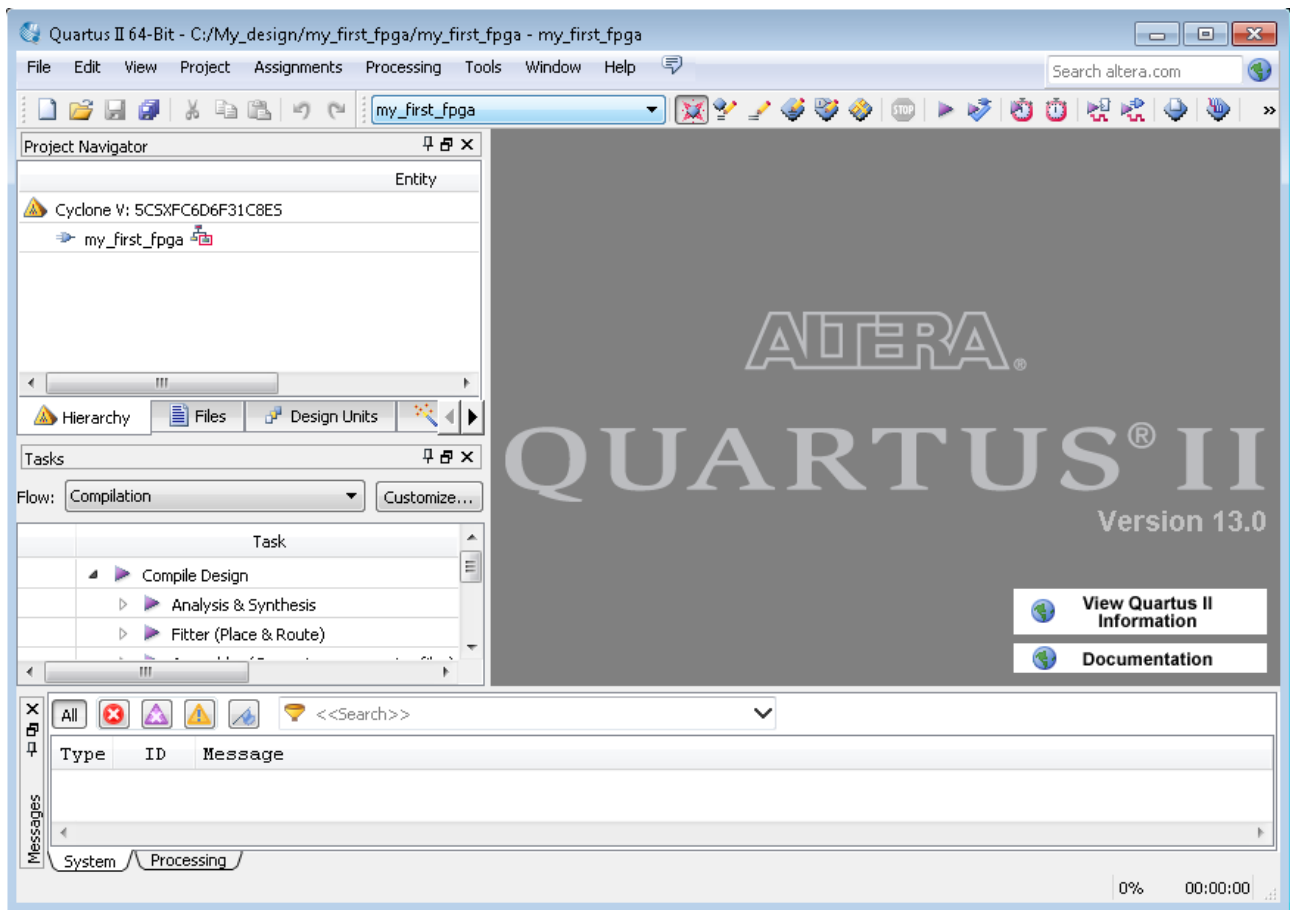 Quartus II 64-Bit - C:/My_design/my_first_fpga/my_first_fpga - my_first_fpga
File Edit View Project Assignments Processing Tools Window Help
Search altera.com
my_first_fpga
STOP
»
Project Navigator
Entity
Cyclone V: 5CSXFC6D6F31C8ES
my_first_fpga
Hierarchy Files Design Units
Tasks
Flow: Compilation Customize...
Task
Compile Design
Analysis & Synthesis
Fitter (Place & Route)
ALTERA®
QUARTUS® II
Version 13.0
View Quartus II
Information
Documentation
All <<Search>>
Type ID Message
Messages
System Processing
0% 00:00:00